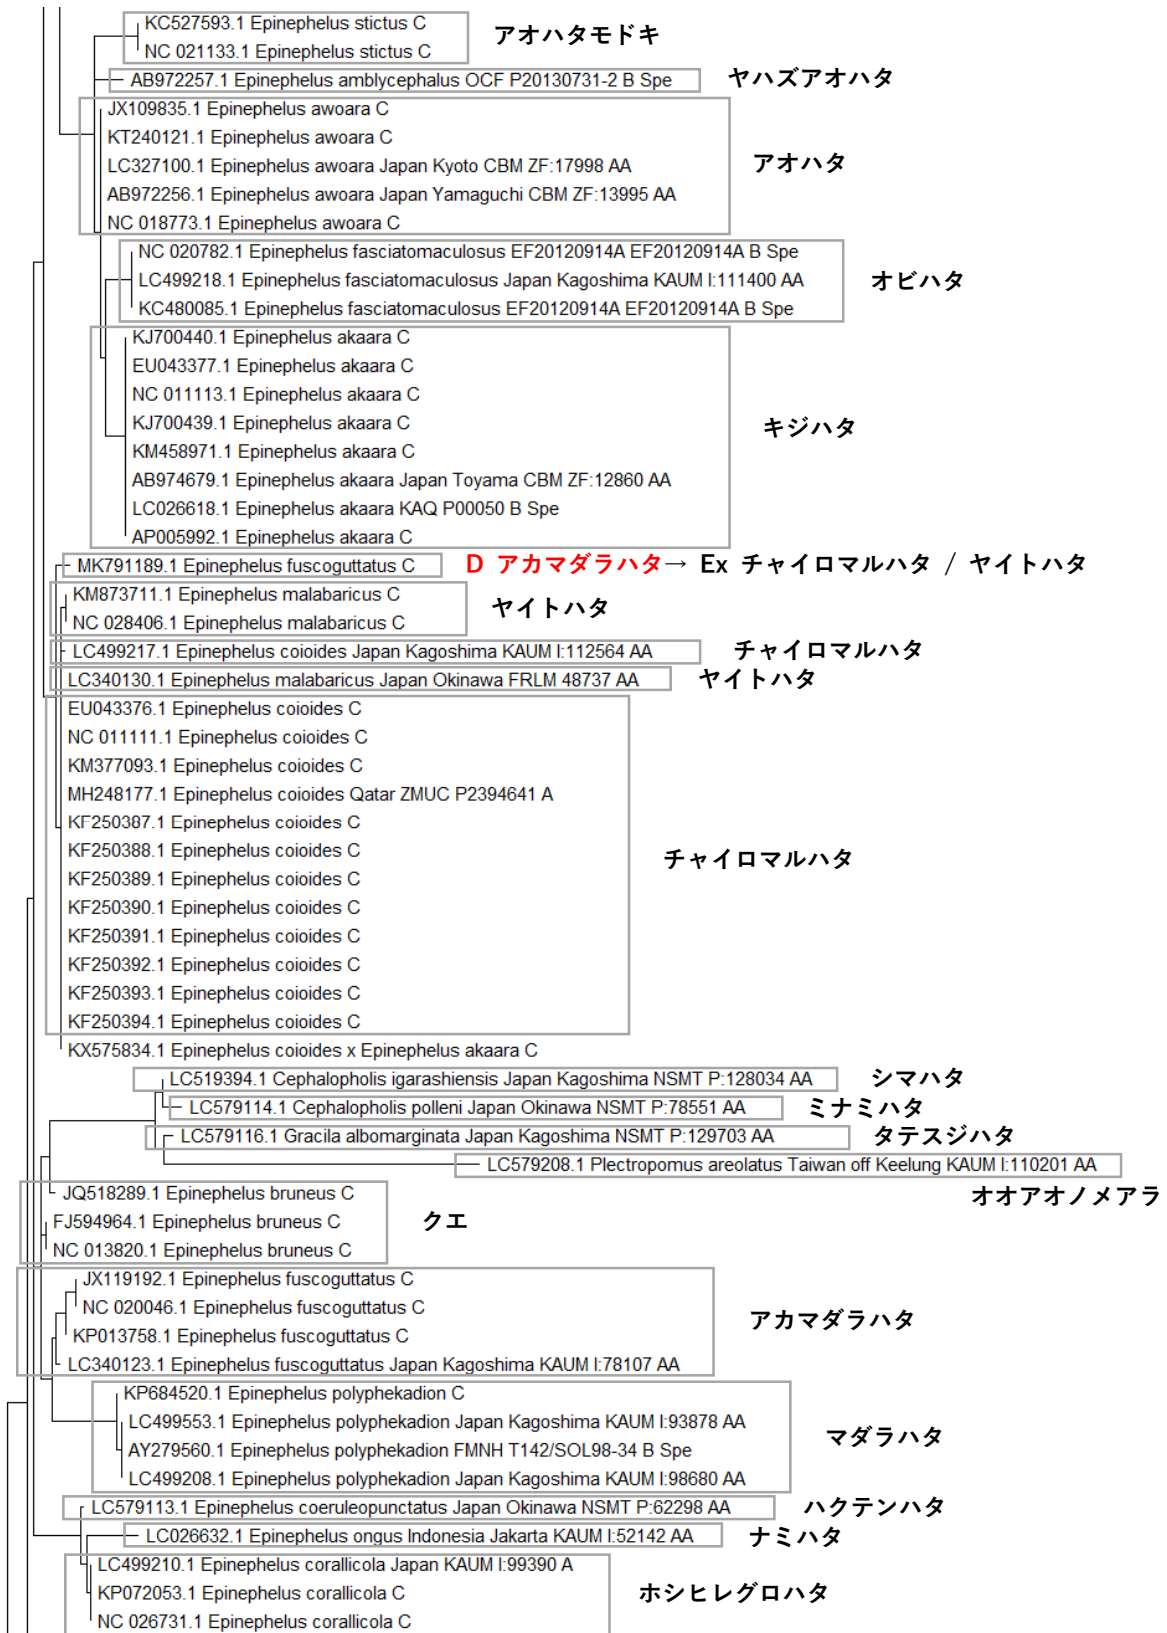 KC527593.1 Epinephelus stictus C
アオハタモドキ
NC 021133.1 Epinephelus stictus C
AB972257.1 Epinephelus amblycephalus OCF P20130731-2 B Spe
ヤハズアオハタ
JX109835.1 Epinephelus awoara C
KT240121.1 Epinephelus awoara C
LC327100.1 Epinephelus awoara Japan Kyoto CBM ZF:17998 AA
アオハタ
AB972256.1 Epinephelus awoara Japan Yamaguchi CBM ZF:13995 AA
NC 018773.1 Epinephelus awoara C
NC 020782.1 Epinephelus fasciatomaculosus EF20120914A EF20120914A B Spe
LC499218.1 Epinephelus fasciatomaculosus Japan Kagoshima KAUM I:111400 AA
オビハタ
KC480085.1 Epinephelus fasciatomaculosus EF20120914A EF20120914A B Spe
KJ700440.1 Epinephelus akaara C
EU043377.1 Epinephelus akaara C
NC 011113.1 Epinephelus akaara C
KJ700439.1 Epinephelus akaara C
キジハタ
KM458971.1 Epinephelus akaara C
AB974679.1 Epinephelus akaara Japan Toyama CBM ZF:12860 AA
LC026618.1 Epinephelus akaara KAQ P00050 B Spe
AP005992.1 Epinephelus akaara C
MK791189.1 Epinephelus fuscoguttatus C
D アカマダラハタ→ Ex チャイロマルハタ / ヤイトハタ
KM873711.1 Epinephelus malabaricus C
ヤイトハタ
NC 028406.1 Epinephelus malabaricus C
LC499217.1 Epinephelus coioides Japan Kagoshima KAUM I:112564 AA
チャイロマルハタ
LC340130.1 Epinephelus malabaricus Japan Okinawa FRLM 48737 AA
ヤイトハタ
EU043376.1 Epinephelus coioides C
NC 011111.1 Epinephelus coioides C
KM377093.1 Epinephelus coioides C
MH248177.1 Epinephelus coioides Qatar ZMUC P2394641 A
KF250387.1 Epinephelus coioides C
KF250388.1 Epinephelus coioides C
チャイロマルハタ
KF250389.1 Epinephelus coioides C
KF250390.1 Epinephelus coioides C
KF250391.1 Epinephelus coioides C
KF250392.1 Epinephelus coioides C
KF250393.1 Epinephelus coioides C
KF250394.1 Epinephelus coioides C
KX575834.1 Epinephelus coioides x Epinephelus akaara C
LC519394.1 Cephalopholis igarashiensis Japan Kagoshima NSMT P:128034 AA
シマハタ
LC579114.1 Cephalopholis polleni Japan Okinawa NSMT P:78551 AA
ミナミハタ
LC579116.1 Gracila albomarginata Japan Kagoshima NSMT P:129703 AA
タテスジハタ
LC579208.1 Plectropomus areolatus Taiwan off Keelung KAUM I:110201 AA
オオアオノメアラ
JQ518289.1 Epinephelus bruneus C
FJ594964.1 Epinephelus bruneus C
クエ
NC 013820.1 Epinephelus bruneus C
JX119192.1 Epinephelus fuscoguttatus C
NC 020046.1 Epinephelus fuscoguttatus C
アカマダラハタ
KP013758.1 Epinephelus fuscoguttatus C
LC340123.1 Epinephelus fuscoguttatus Japan Kagoshima KAUM I:78107 AA
KP684520.1 Epinephelus polyphekadion C
LC499553.1 Epinephelus polyphekadion Japan Kagoshima KAUM I:93878 AA
マダラハタ
AY279560.1 Epinephelus polyphekadion FMNH T142/SOL98-34 B Spe
LC499208.1 Epinephelus polyphekadion Japan Kagoshima KAUM I:98680 AA
LC579113.1 Epinephelus coeruleopunctatus Japan Okinawa NSMT P:62298 AA
ハクテンハタ
LC026632.1 Epinephelus ongus Indonesia Jakarta KAUM I:52142 AA
ナミハタ
LC499210.1 Epinephelus corallicola Japan KAUM I:99390 A
KP072053.1 Epinephelus corallicola C
ホシヒレグロハタ
NC 026731.1 Epinephelus corallicola C